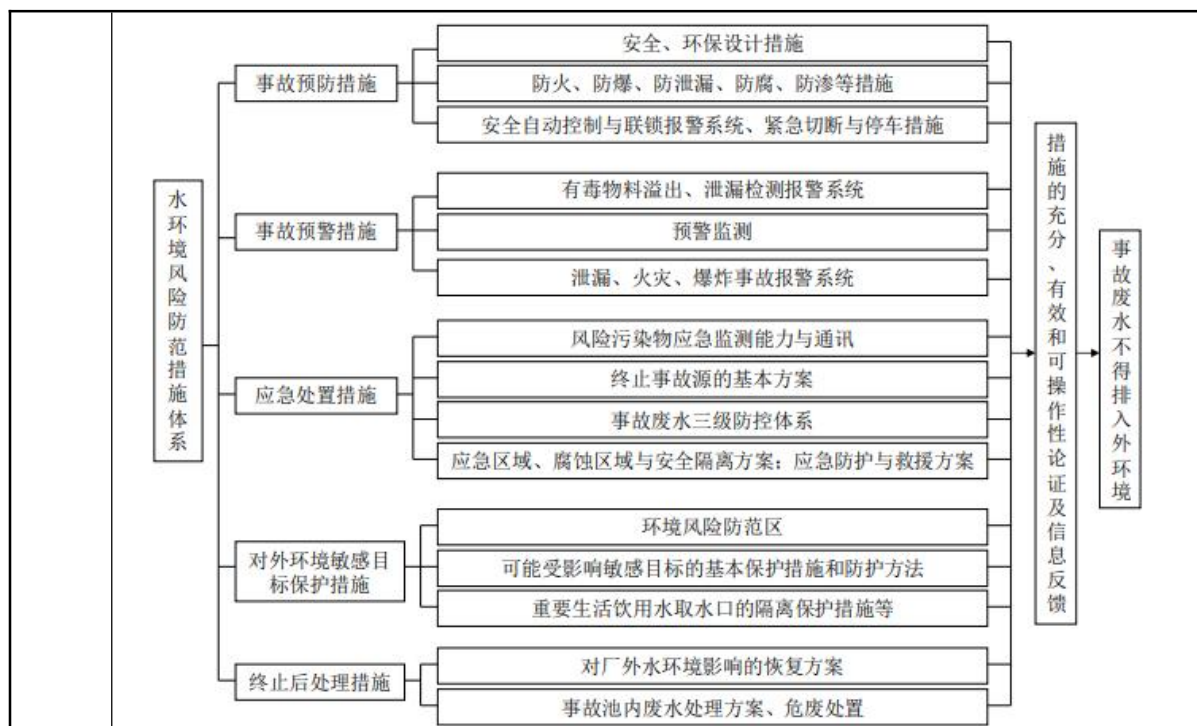 水环境风险防范措施体系
事故预防措施
安全、环保设计措施
防火、防爆、防泄漏、防腐、防渗等措施
安全自动控制与联锁报警系统、紧急切断与停车措施
事故预警措施
有毒物料溢出、泄漏检测报警系统
预警监测
泄漏、火灾、爆炸事故报警系统
应急处置措施
风险污染物应急监测能力与通讯
终止事故源的基本方案
事故废水三级防控体系
应急区域、腐蚀区域与安全隔离方案；应急防护与救援方案
对外环境敏感目
标保护措施
环境风险防范区
可能受影响敏感目标的基本保护措施和防护方法
重要生活饮用水取水口的隔离保护措施等
终止后处理措施
对厂外水环境影响的恢复方案
事故池内废水处理方案、危废处置
措施的充分、有效和可操作性论证及信息反馈
事故废水不得排入外环境